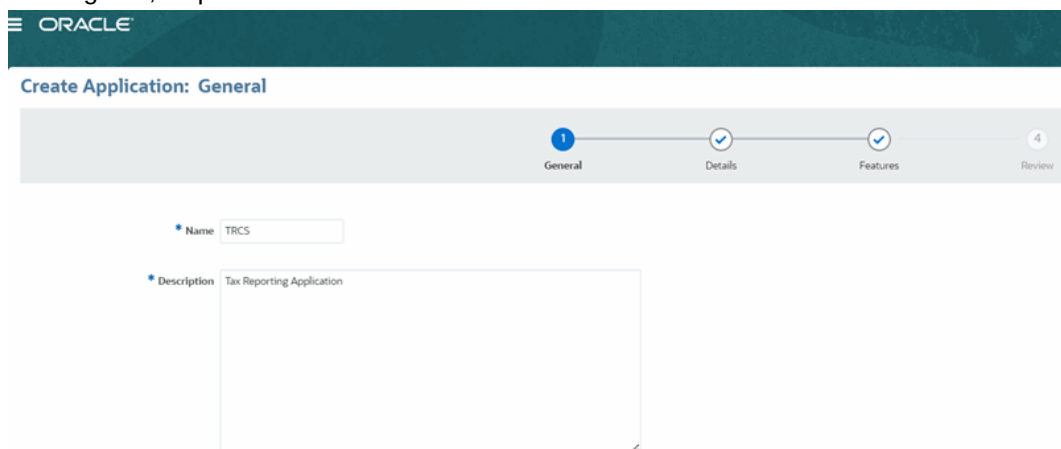 ORACLE
Create Application: General
1
4
General
Details
Features
Review
* Name TRCS
* Description Tax Reporting Application